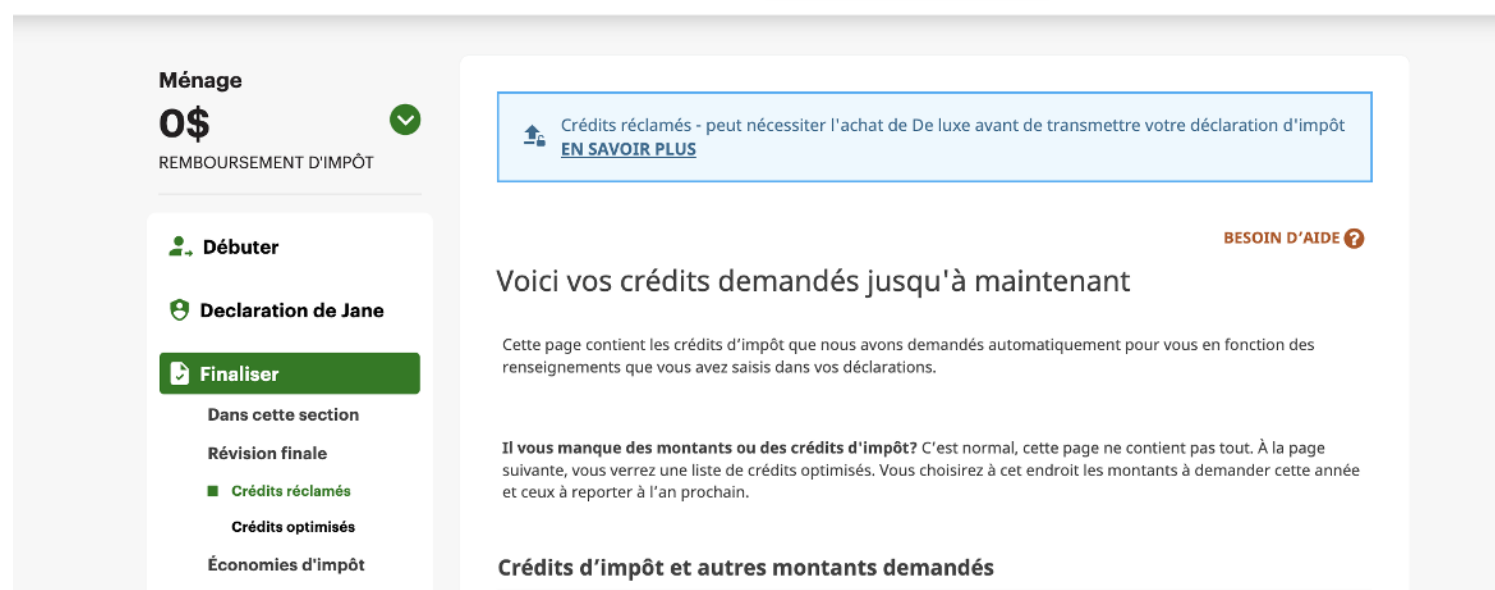 Ménage
0$
REMBOURSEMENT D'IMPÔT
Débuter
Declaration de Jane
Finaliser
Dans cette section
Révision finale
Crédits réclamés
Crédits optimisés
Économies d'impôt
Crédits réclamés - peut nécessiter l'achat de De luxe avant de transmettre votre déclaration d'impôt
EN SAVOIR PLUS
BESOIN D’AIDE ?
Voici vos crédits demandés jusqu'à maintenant
Cette page contient les crédits d’impôt que nous avons demandés automatiquement pour vous en fonction des
renseignements que vous avez saisis dans vos déclarations.
Il vous manque des montants ou des crédits d'impôt? C’est normal, cette page ne contient pas tout. À la page
suivante, vous verrez une liste de crédits optimisés. Vous choisirez à cet endroit les montants à demander cette année
et ceux à reporter à l’an prochain.
Crédits d’impôt et autres montants demandés